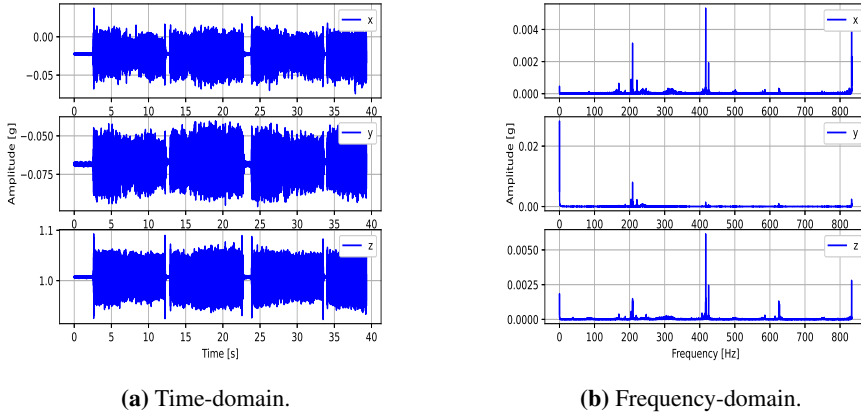 x
0.00
−0.05
0 5 10 15 20 25 30 35 40
y
−0.050
−0.075
Amplitude [g]
0 5 10 15 20 25 30 35 40
z
1.1
1.0
0 5 10 15 20 25 30 35 40
Time [s]
(a) Time-domain.
x
0.004
0.002
0.000
0 100 200 300 400 500 600 700 800
y
0.02
0.00
Amplitude [g]
0 100 200 300 400 500 600 700 800
z
0.0050
0.0025
0.0000
0 100 200 300 400 500 600 700 800
Frequency [Hz]
(b) Frequency-domain.